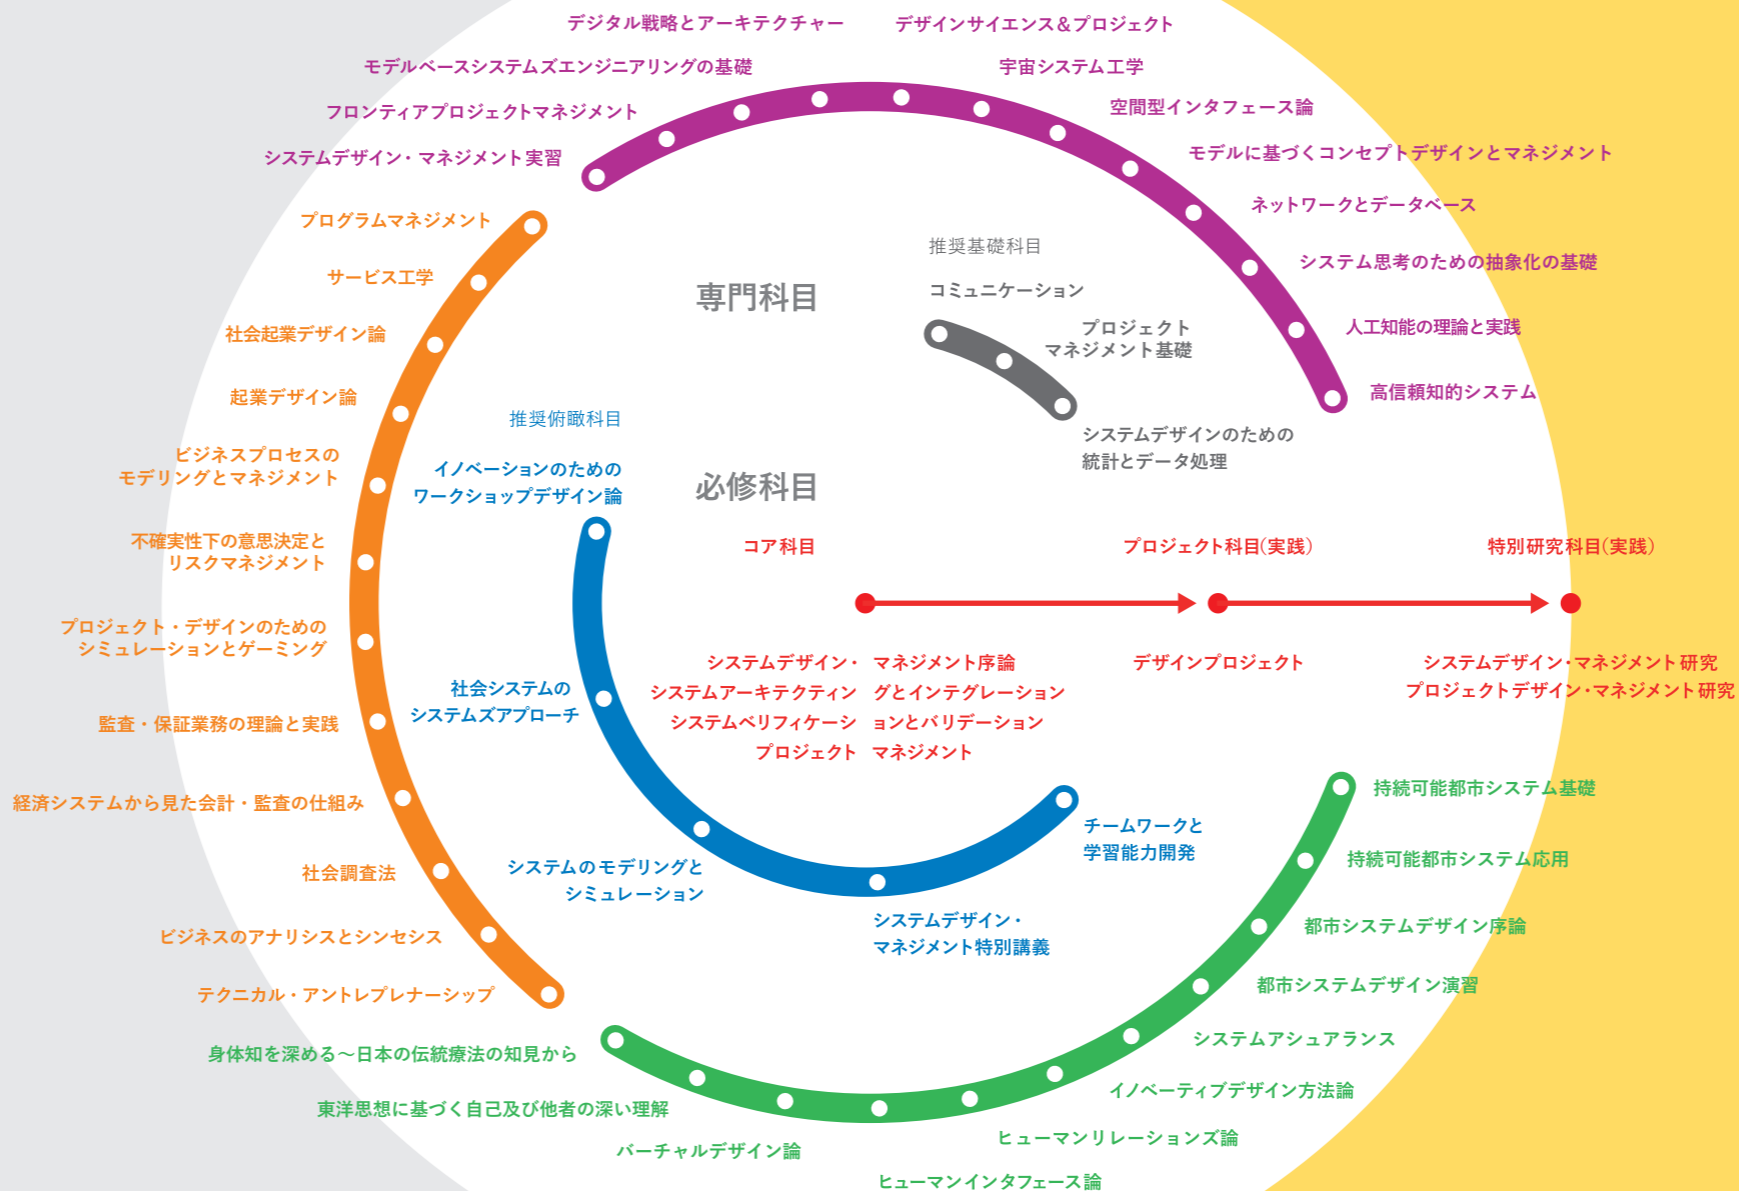 デジタル戦略とアーキテクチャー
デザインサイエンス&プロジェクト
モデルベースシステムズエンジニアリングの基礎
宇宙システム工学
フロンティアプロジェクトマネジメント
空間型インタフェース論
システムデザイン・マネジメント実習
モデルに基づくコンセプトデザインとマネジメント
ネットワークとデータベース
システム思考のための抽象化の基礎
人工知能の理論と実践
高信頼知的システム
プログラムマネジメント
サービス工学
社会起業デザイン論
起業デザイン論
ビジネスプロセスの
モデリングとマネジメント
不確実性下の意思決定と
リスクマネジメント
プロジェクト・デザインのための
シミュレーションとゲーミング
監査・保証業務の理論と実践
経済システムから見た会計・監査の仕組み
社会調査法
ビジネスのアナリシスとシンセシス
テクニカル・アントレプレナーシップ
専門科目
推奨基礎科目
コミュニケーション
プロジェクト
マネジメント基礎
システムデザインのための
統計とデータ処理
推奨俯瞰科目
イノベーションのための
ワークショップデザイン論
社会システムの
システムズアプローチ
システムのモデリングと
シミュレーション
システムデザイン・
マネジメント特別講義
チームワークと
学習能力開発
必修科目
コア科目
プロジェクト科目(実践)
特別研究科目(実践)
システムデザイン・マネジメント序論
システムアーキテクティングとインテグレーション
システムベリフィケーションとバリデーション
プロジェクトマネジメント
デザインプロジェクト
システムデザイン・マネジメント研究
プロジェクトデザイン・マネジメント研究
持続可能都市システム基礎
持続可能都市システム応用
都市システムデザイン序論
都市システムデザイン演習
システムアシュアランス
イノベーティブデザイン方法論
ヒューマンリレーションズ論
ヒューマンインタフェース論
バーチャルデザイン論
東洋思想に基づく自己及び他者の深い理解
身体知を深める〜日本の伝統療法の知見から